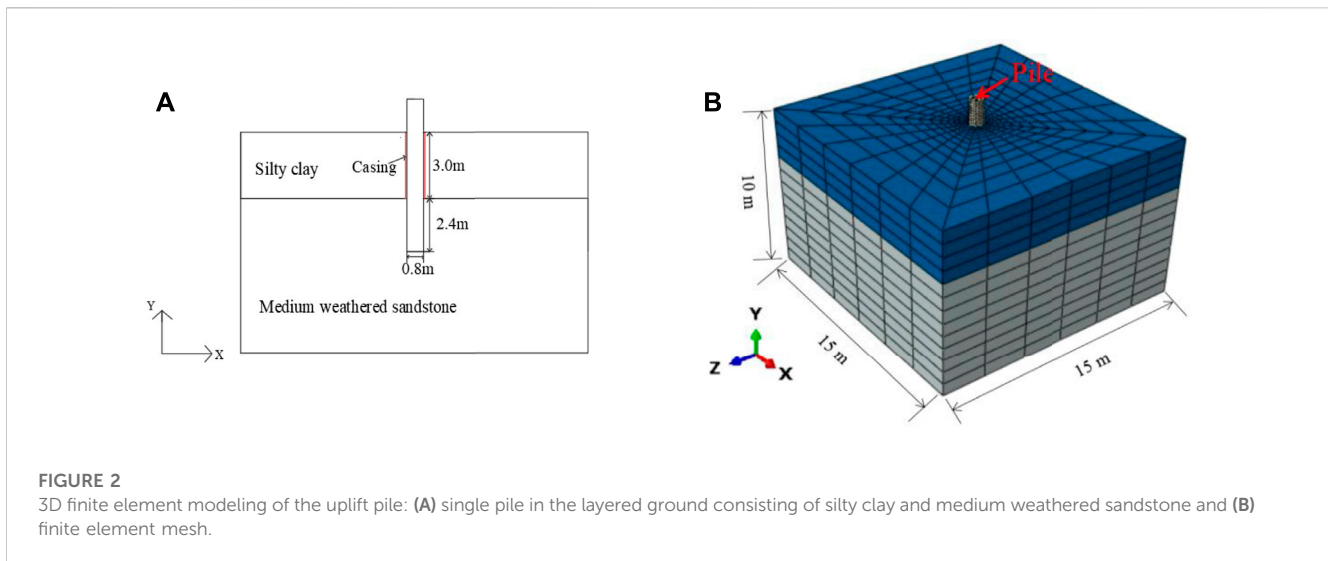 A
Silty clay
Casing
3.0m
2.4m
0.8m
Medium weathered sandstone
Y
X
B
Pile
10 m
15 m
15 m
Y
Z
X
FIGURE 2
3D finite element modeling of the uplift pile: (A) single pile in the layered ground consisting of silty clay and medium weathered sandstone and (B)
finite element mesh.